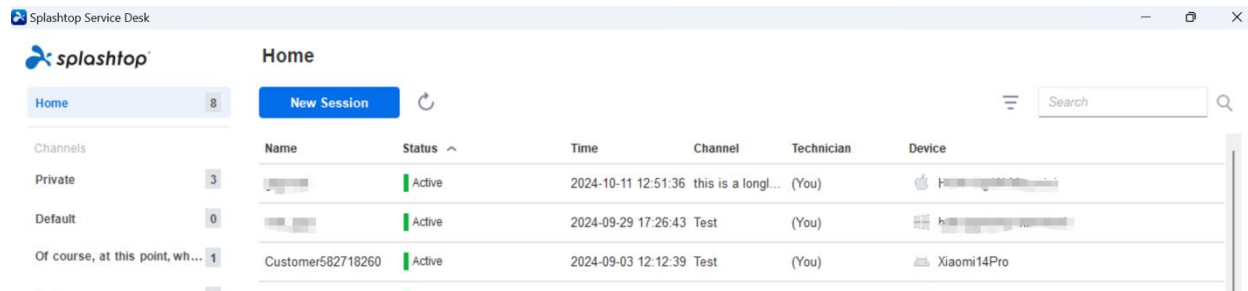 Splashtop Service Desk
splashtop
Home
Home 8
New Session
Search
Channels
Name Status Time Channel Technician Device
Private 3
Active 2024-10-11 12:51:36 this is a longl... (You)
Default 0
Active 2024-09-29 17:26:43 Test (You)
Of course, at this point, wh... 1
Customer582718260 Active 2024-09-03 12:12:39 Test (You) Xiaomi14Pro